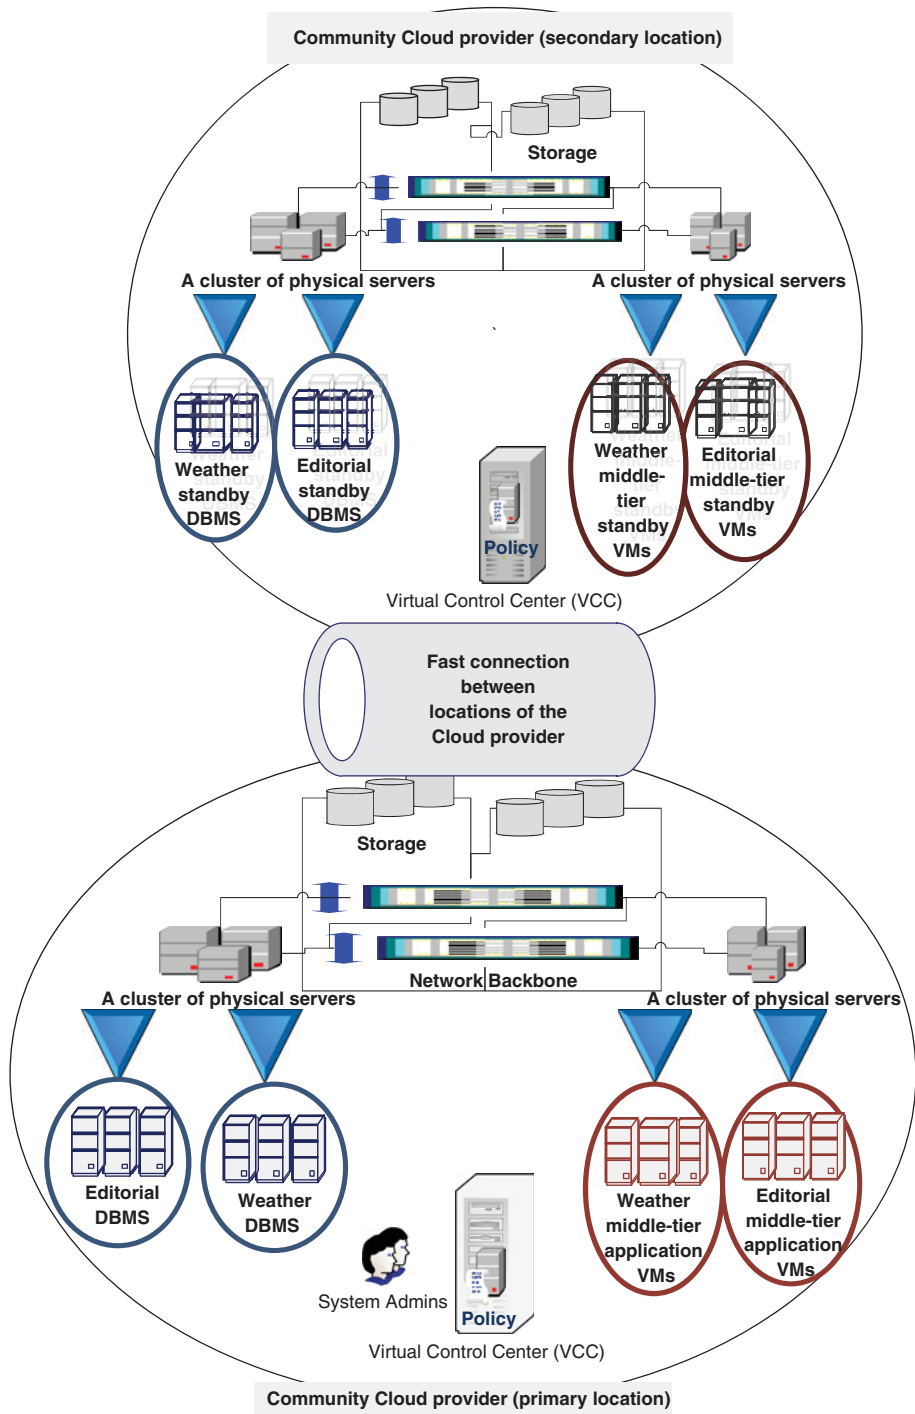 Community Cloud provider (secondary location)
Storage
A cluster of physical servers
A cluster of physical servers
Weather
standby
DBMS
Editorial
standby
DBMS
Weather
middle-
tier
standby
VMs
Editorial
middle-tier
standby
VMs
Policy
Virtual Control Center (VCC)
Fast connection
between
locations of the
Cloud provider
Storage
Network Backbone
A cluster of physical servers
A cluster of physical servers
Editorial
DBMS
Weather
DBMS
Weather
middle-tier
application
VMs
Editorial
middle-tier
application
VMs
System Admins
Policy
Virtual Control Center (VCC)
Community Cloud provider (primary location)